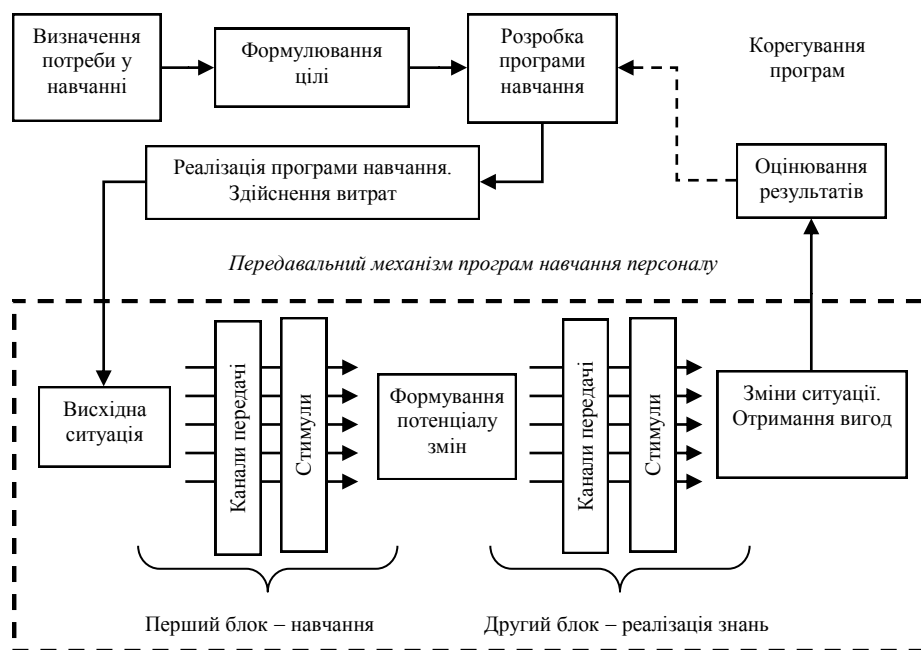 Визначення
потреби у
навчанні
Формулювання
цілі
Розробка
програми
навчання
Корегування
програм
Реалізація програми навчання.
Здійснення витрат
Оцінювання
результатів
Передавальний механізм програм навчання персоналу
Висхідна
ситуація
Канали передачі
Стимули
Формування
потенціалу
змін
Канали передачі
Стимули
Зміни ситуації.
Отримання вигод
Перший блок – навчання
Другий блок – реалізація знань